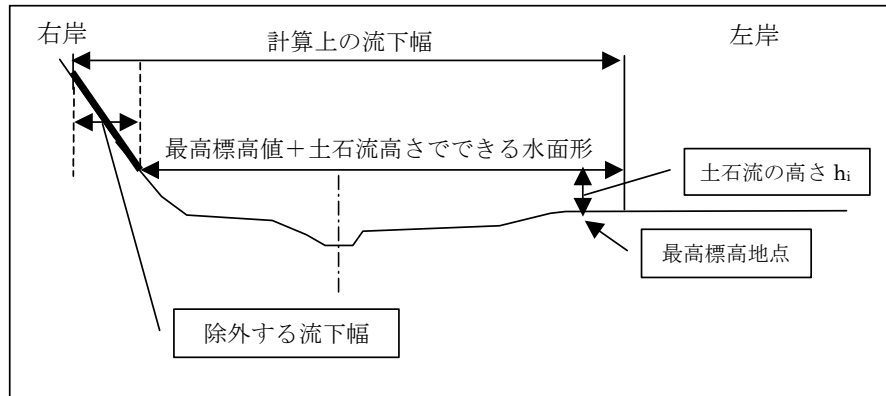 右岸
計算上の流下幅
左岸
最高標高値＋土石流高さでできる水面形
土石流の高さ hi
最高標高地点
除外する流下幅